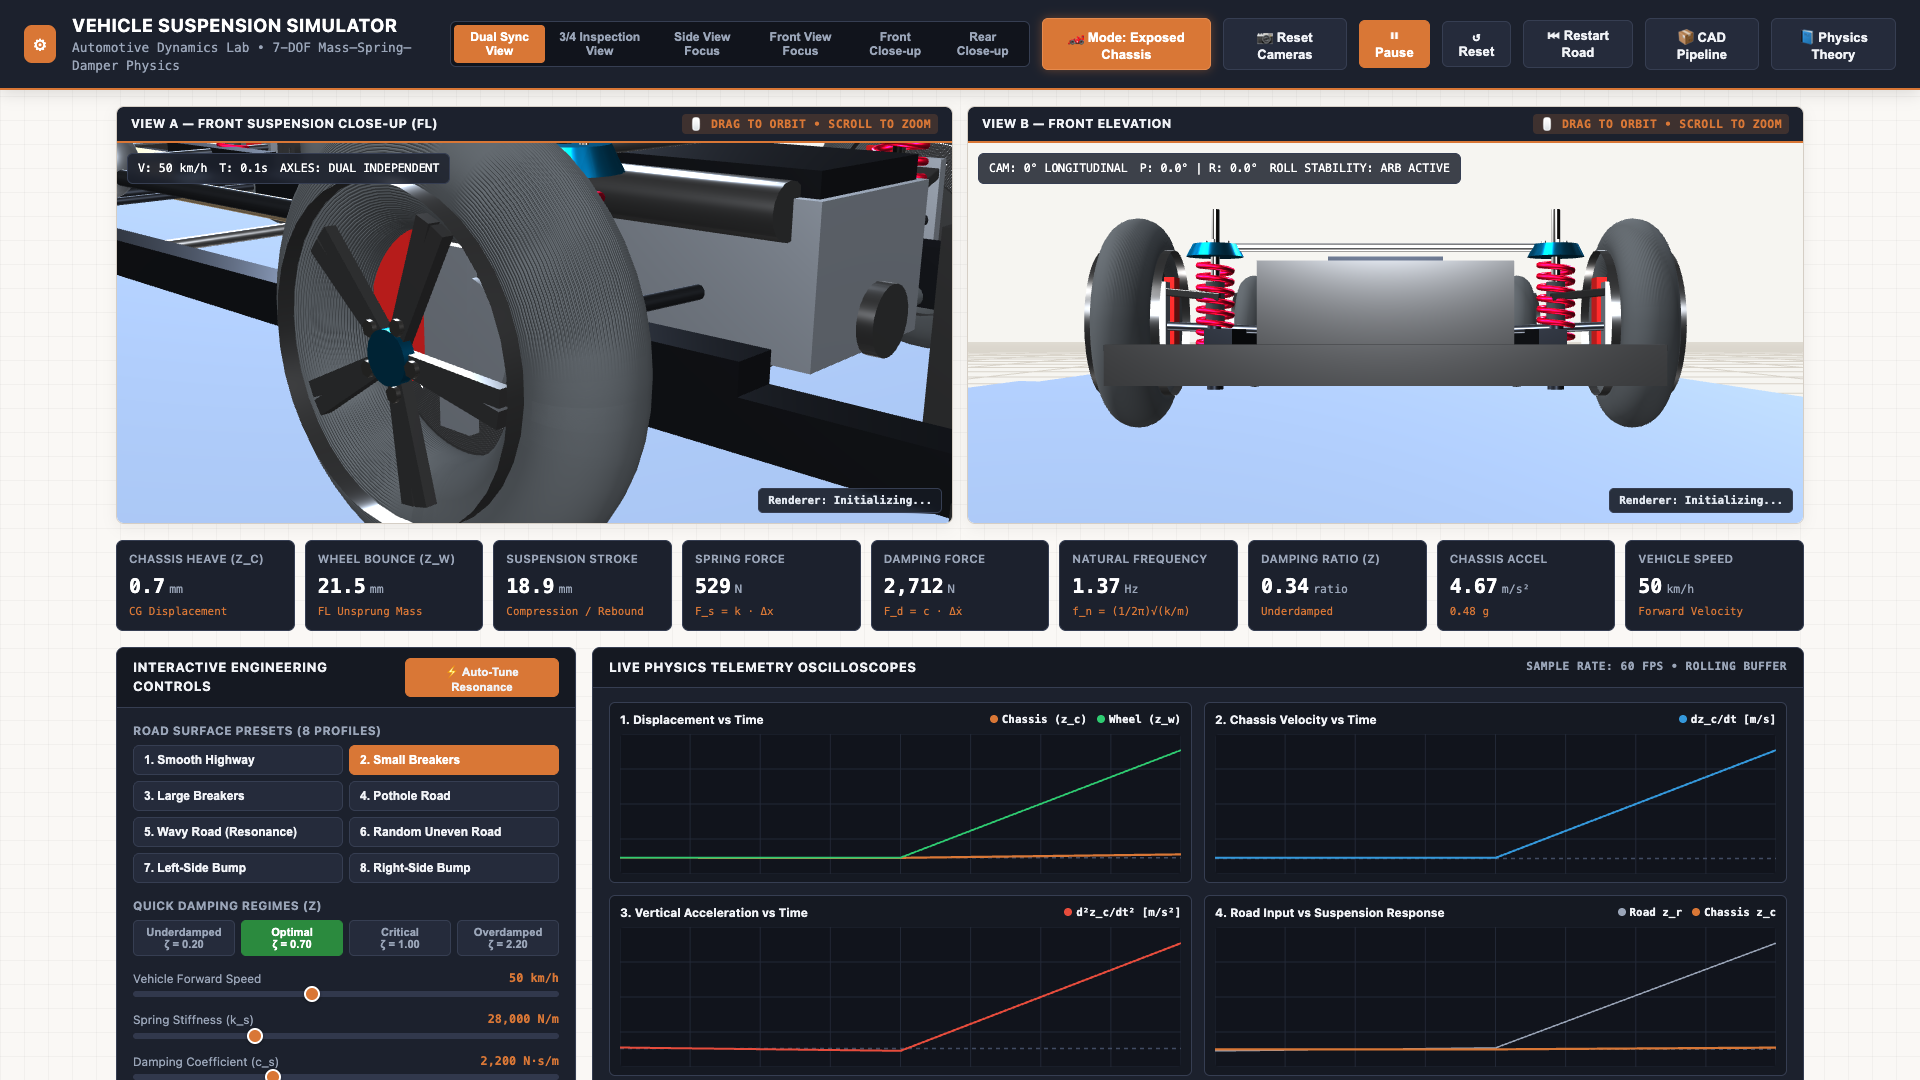 VEHICLE SUSPENSION SIMULATOR
Automotive Dynamics Lab • 7–DOF Mass–Spring–
Damper Physics
Dual Sync
View
3/4 Inspection
View
Side View
Focus
Front View
Focus
Front
Close-up
Rear
Close-up
Mode: Exposed
Chassis
Reset
Cameras
Pause
Reset
Restart
Road
CAD
Pipeline
Physics
Theory
VIEW A — FRONT SUSPENSION CLOSE-UP (FL)
DRAG TO ORBIT • SCROLL TO ZOOM
V: 50 km/h T: 0.1s AXLES: DUAL INDEPENDENT
Renderer: Initializing...
VIEW B — FRONT ELEVATION
DRAG TO ORBIT • SCROLL TO ZOOM
CAM: 0° LONGITUDINAL P: 0.0° | R: 0.0° ROLL STABILITY: ARB ACTIVE
Renderer: Initializing...
CHASSIS HEAVE (Z_C)
0.7 mm
CG Displacement
WHEEL BOUNCE (Z_W)
21.5 mm
FL Unsprung Mass
SUSPENSION STROKE
18.9 mm
Compression / Rebound
SPRING FORCE
529 N
F_s = k · Δx
DAMPING FORCE
2,712 N
F_d = c · Δẋ
NATURAL FREQUENCY
1.37 Hz
f_n = (1/2π)√(k/m)
DAMPING RATIO (Z)
0.34 ratio
Underdamped
CHASSIS ACCEL
4.67 m/s²
0.48 g
VEHICLE SPEED
50 km/h
Forward Velocity
INTERACTIVE ENGINEERING
CONTROLS
⚡ Auto-Tune
Resonance
ROAD SURFACE PRESETS (8 PROFILES)
1. Smooth Highway
2. Small Breakers
3. Large Breakers
4. Pothole Road
5. Wavy Road (Resonance)
6. Random Uneven Road
7. Left-Side Bump
8. Right-Side Bump
QUICK DAMPING REGIMES (Z)
Underdamped
ζ = 0.20
Optimal
ζ = 0.70
Critical
ζ = 1.00
Overdamped
ζ = 2.20
Vehicle Forward Speed
50 km/h
Spring Stiffness (k_s)
28,000 N/m
Damping Coefficient (c_s)
2,200 N·s/m
LIVE PHYSICS TELEMETRY OSCILLOSCOPES
SAMPLE RATE: 60 FPS • ROLLING BUFFER
1. Displacement vs Time
Chassis (z_c)
Wheel (z_w)
2. Chassis Velocity vs Time
dz_c/dt [m/s]
3. Vertical Acceleration vs Time
d²z_c/dt² [m/s²]
4. Road Input vs Suspension Response
Road z_r
Chassis z_c